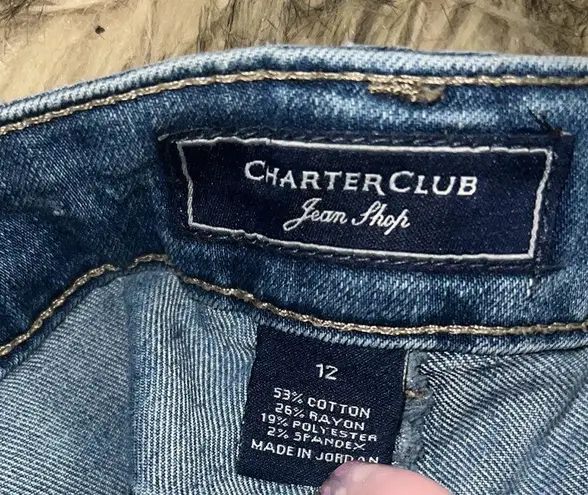 CHARTER CLUB
Jean Shop
12
53% COTTON
26% RAYON
19% POLYESTER
2% SPANDEX
MADE IN JORDAN